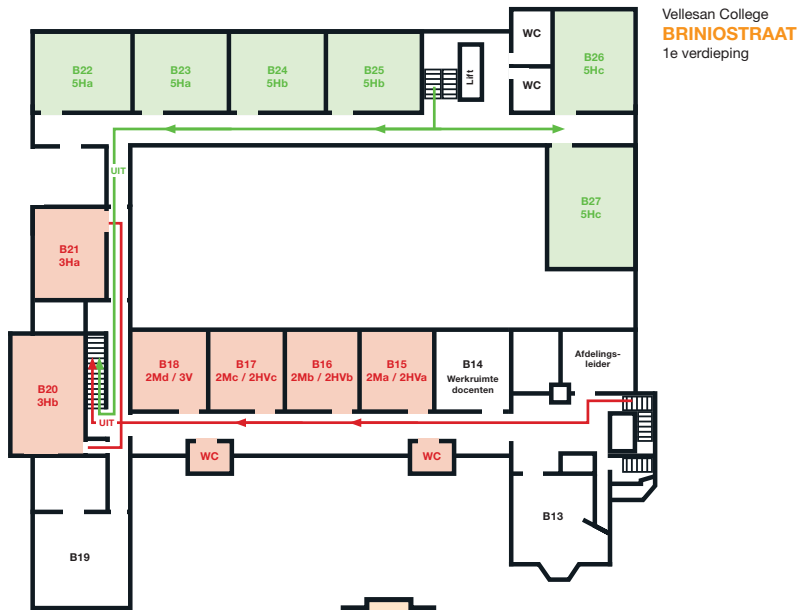 Vellesan College
BRINIOSTRAAT
1e verdieping
WC
WC
Lift
B22
5Ha
B23
5Ha
B24
5Hb
B25
5Hb
B26
5Hc
UIT
B27
5Hc
B21
3Ha
B20
3Hb
B18
2Md / 3V
B17
2Mc / 2HVc
B16
2Mb / 2HVb
B15
2Ma / 2HVa
B14
Werkruimte
docenten
Afdelings-
leider
UIT
WC
WC
B13
B19